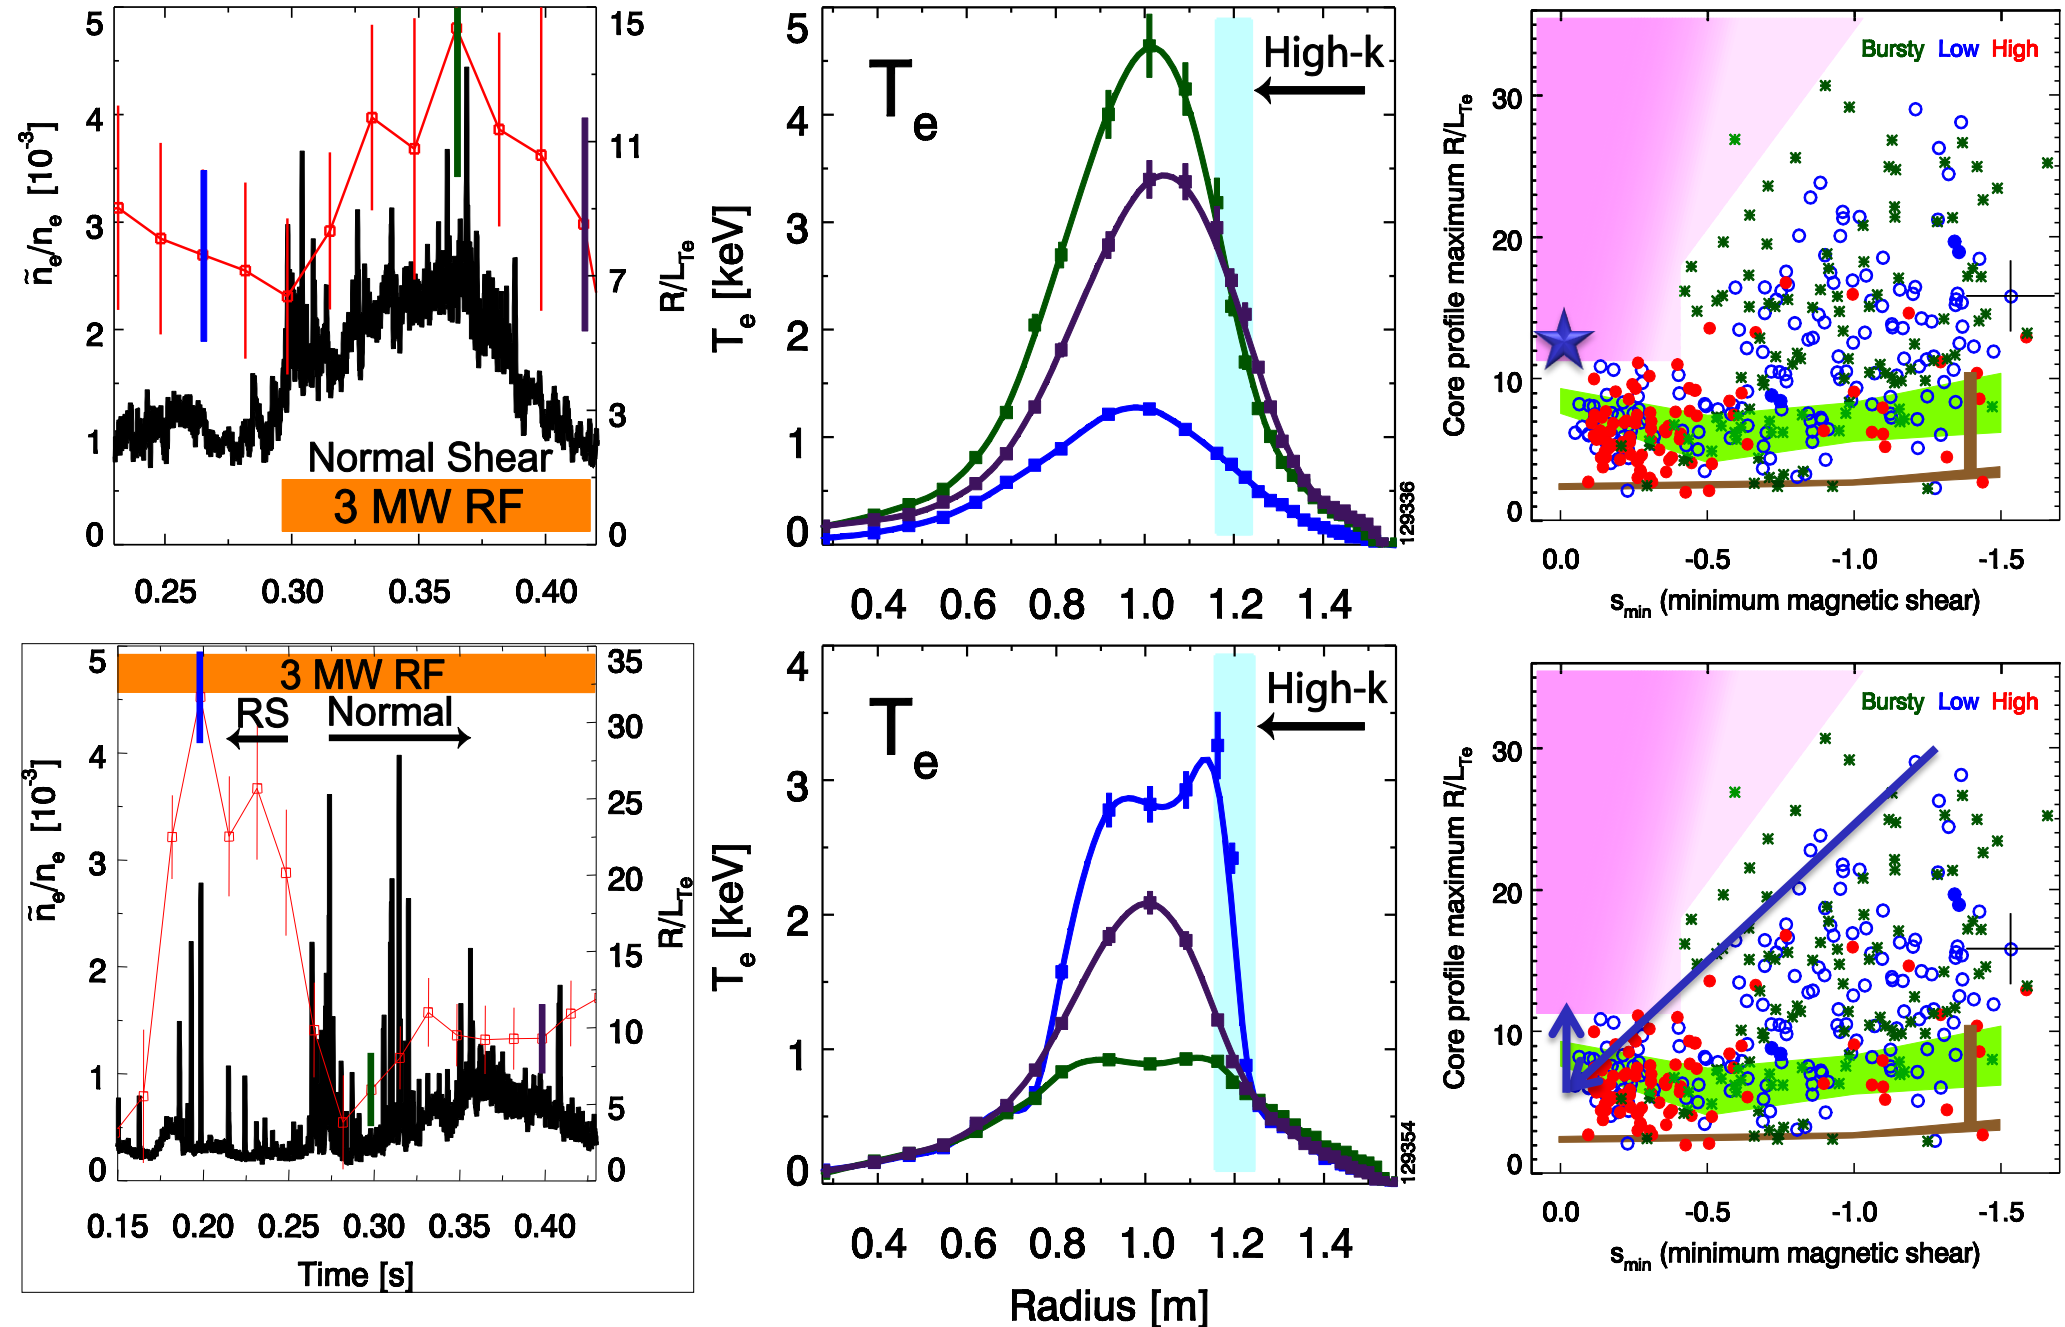 5
4
3
2
1
0
ñe/ne [10-3]
15
11
7
3
0
R/LTe
Normal Shear
3 MW RF
0.25 0.30 0.35 0.40
5
4
3
2
1
0
Te [keV]
Te
High-k
129336
0.4 0.6 0.8 1.0 1.2 1.4
30
20
10
0
Core profile maximum R/LTe
Bursty Low High
0.0 -0.5 -1.0 -1.5
smin (minimum magnetic shear)
5
4
3
2
1
0
ñe/ne [10-3]
35
30
25
20
15
10
5
0
R/LTe
3 MW RF
RS Normal
0.15 0.20 0.25 0.30 0.35 0.40
Time [s]
4
3
2
1
0
Te [keV]
Te
High-k
129354
0.4 0.6 0.8 1.0 1.2 1.4
Radius [m]
30
20
10
0
Core profile maximum R/LTe
Bursty Low High
0.0 -0.5 -1.0 -1.5
smin (minimum magnetic shear)